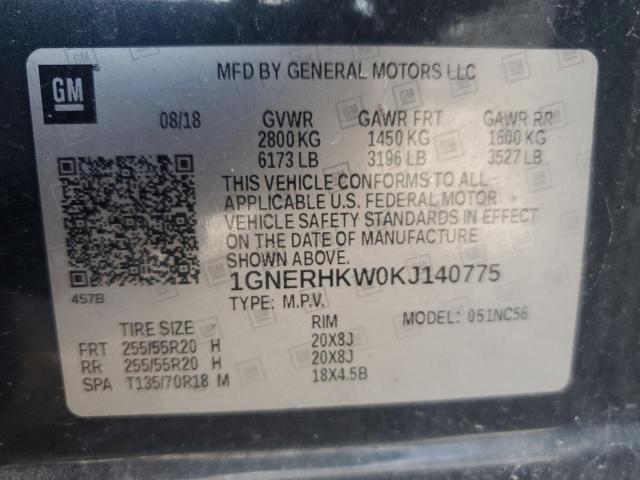 GM
MFD BY GENERAL MOTORS LLC
08/18 GVWR GAWR FRT GAWR RR
2800 KG 1450 KG 1600 KG
6173 LB 3196 LB 3527 LB
THIS VEHICLE CONFORMS TO ALL
APPLICABLE U.S. FEDERAL MOTOR
VEHICLE SAFETY STANDARDS IN EFFECT
ON THE DATE OF MANUFACTURE
SHOWN ABOVE.
1GNERHKW0KJ140775
457B
TYPE: M.P.V. MODEL: 051NC56
TIRE SIZE RIM
FRT 255/55R20 H 20X8J
RR 255/55R20 H 20X8J
SPA T135/70R18 M 18X4.5B